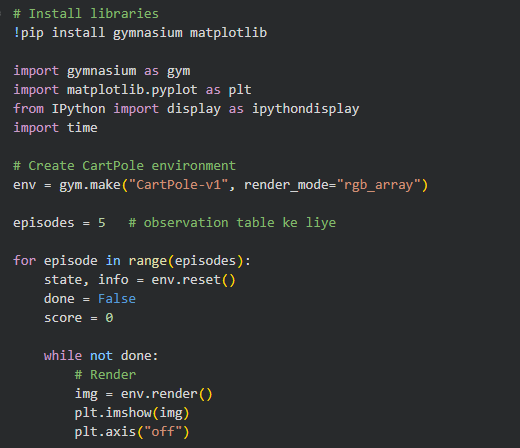 # Install libraries
!pip install gymnasium matplotlib

import gymnasium as gym
import matplotlib.pyplot as plt
from IPython import display as ipythondisplay
import time

# Create CartPole environment
env = gym.make("CartPole-v1", render_mode="rgb_array")

episodes = 5   # observation table ke liye

for episode in range(episodes):
    state, info = env.reset()
    done = False
    score = 0

    while not done:
        # Render
        img = env.render()
        plt.imshow(img)
        plt.axis("off")